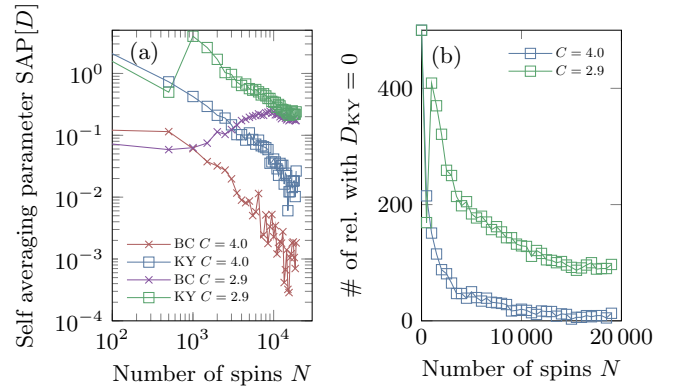 (a)
Self averaging parameter SAP[D]
10^0
10^{-1}
10^{-2}
10^{-3}
10^{-4}
BC C = 4.0
KY C = 4.0
BC C = 2.9
KY C = 2.9
10^2
10^3
10^4
Number of spins N
(b)
# of rel. with D_KY = 0
C = 4.0
C = 2.9
400
200
0
0
10 000
20 000
Number of spins N